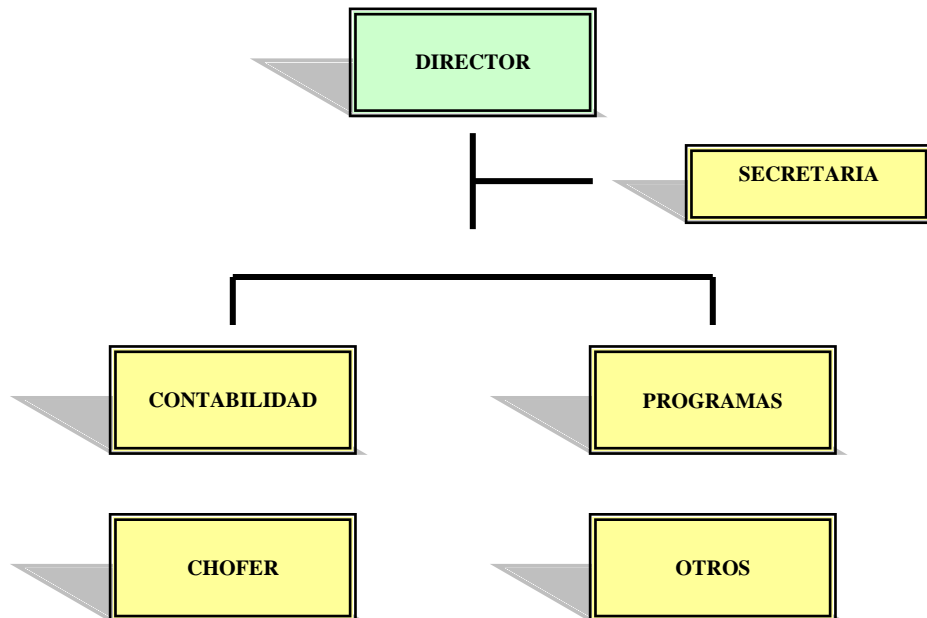 DIRECTOR
SECRETARIA
CONTABILIDAD
PROGRAMAS
CHOFER
OTROS